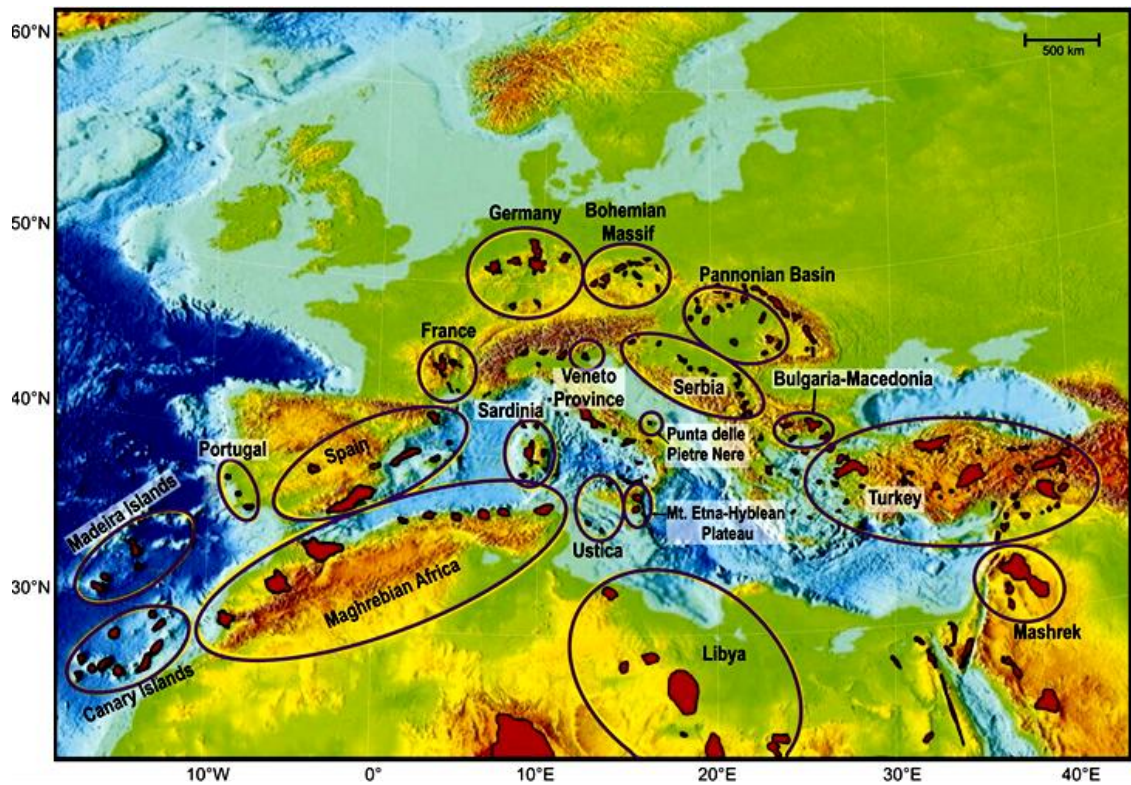 60°N
500 km
50°N
Germany
Bohemian
Massif
Pannonian Basin
France
Veneto
Province
Serbia
Bulgaria-Macedonia
40°N
Sardinia
Punta delle
Pietre Nere
Portugal
Spain
Turkey
Madeira Islands
Mt. Etna-Hyblean
Plateau
Ustica
Maghrebian Africa
30°N
Mashrek
Libya
Canary Islands
10°W
0°
10°E
20°E
30°E
40°E